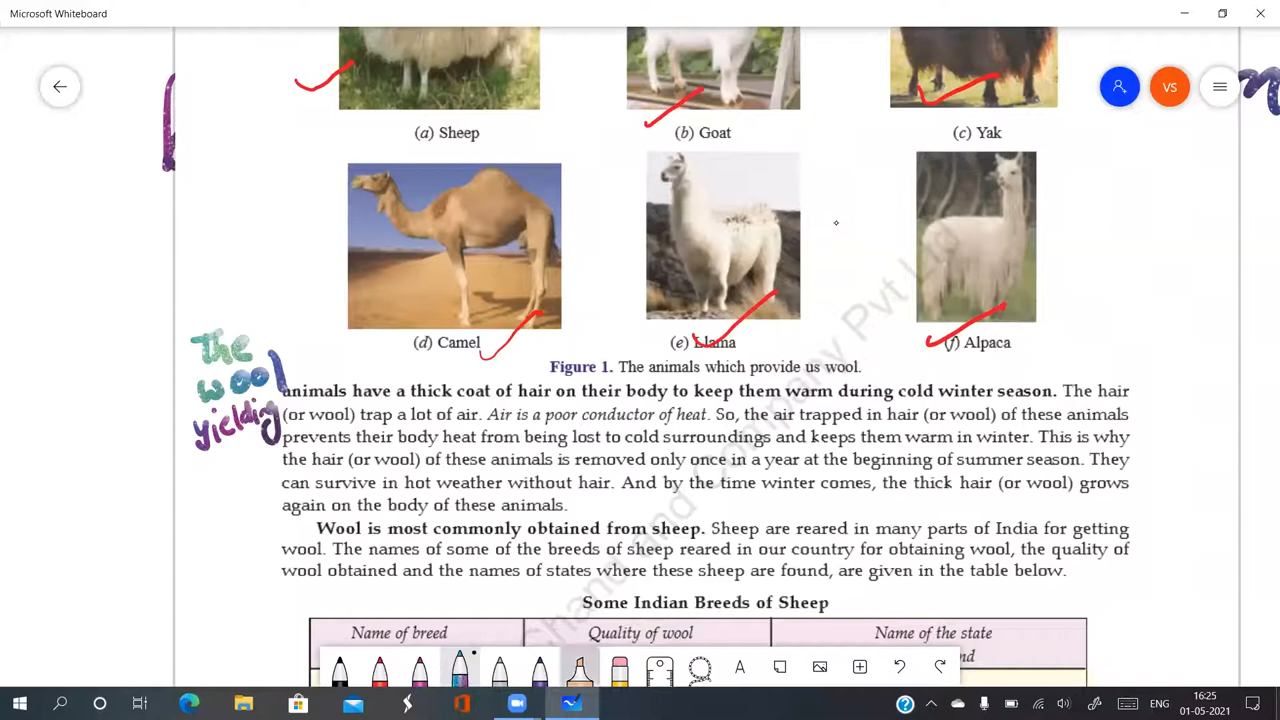 Microsoft Whiteboard
VS
(a) Sheep
(b) Goat
(c) Yak
(d) Camel
(e) Llama
(f) Alpaca
Figure 1. The animals which provide us wool.
The
wool
yielding
animals have a thick coat of hair on their body to keep them warm during cold winter season. The hair
(or wool) trap a lot of air. Air is a poor conductor of heat. So, the air trapped in hair (or wool) of these animals
prevents their body heat from being lost to cold surroundings and keeps them warm in winter. This is why
the hair (or wool) of these animals is removed only once in a year at the beginning of summer season. They
can survive in hot weather without hair. And by the time winter comes, the thick hair (or wool) grows
again on the body of these animals.
Wool is most commonly obtained from sheep. Sheep are reared in many parts of India for getting
wool. The names of some of the breeds of sheep reared in our country for obtaining wool, the quality of
wool obtained and the names of states where these sheep are found, are given in the table below.
Some Indian Breeds of Sheep
Name of breed
Quality of wool
Name of the state
Chand and Company Pvt Ltd
ENG
16:25
01-05-2021